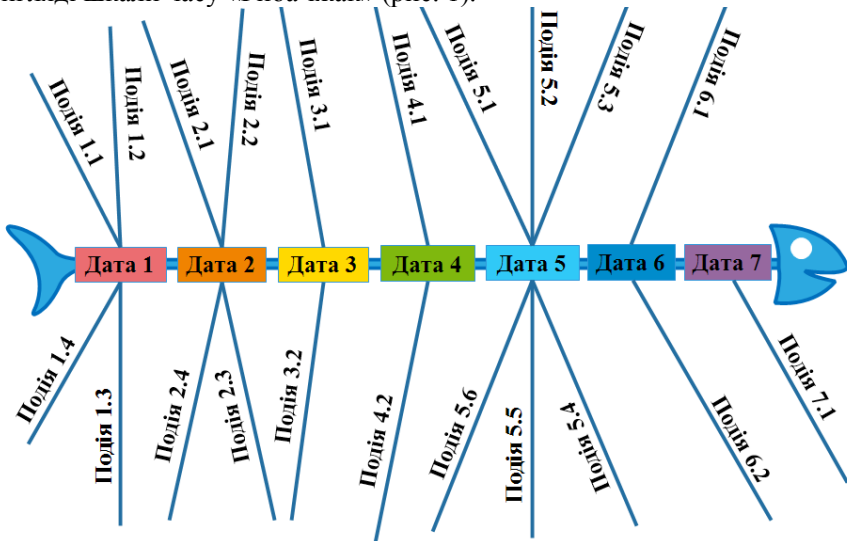 (рис. 1).
Подія 1.1
Подія 1.2
Подія 2.1
Подія 2.2
Подія 3.1
Подія 4.1
Подія 5.1
Подія 5.2
Подія 5.3
Подія 6.1
Дата 1
Дата 2
Дата 3
Дата 4
Дата 5
Дата 6
Дата 7
Подія 1.4
Подія 1.3
Подія 2.4
Подія 2.3
Подія 3.2
Подія 4.2
Подія 5.6
Подія 5.5
Подія 5.4
Подія 6.2
Подія 7.1